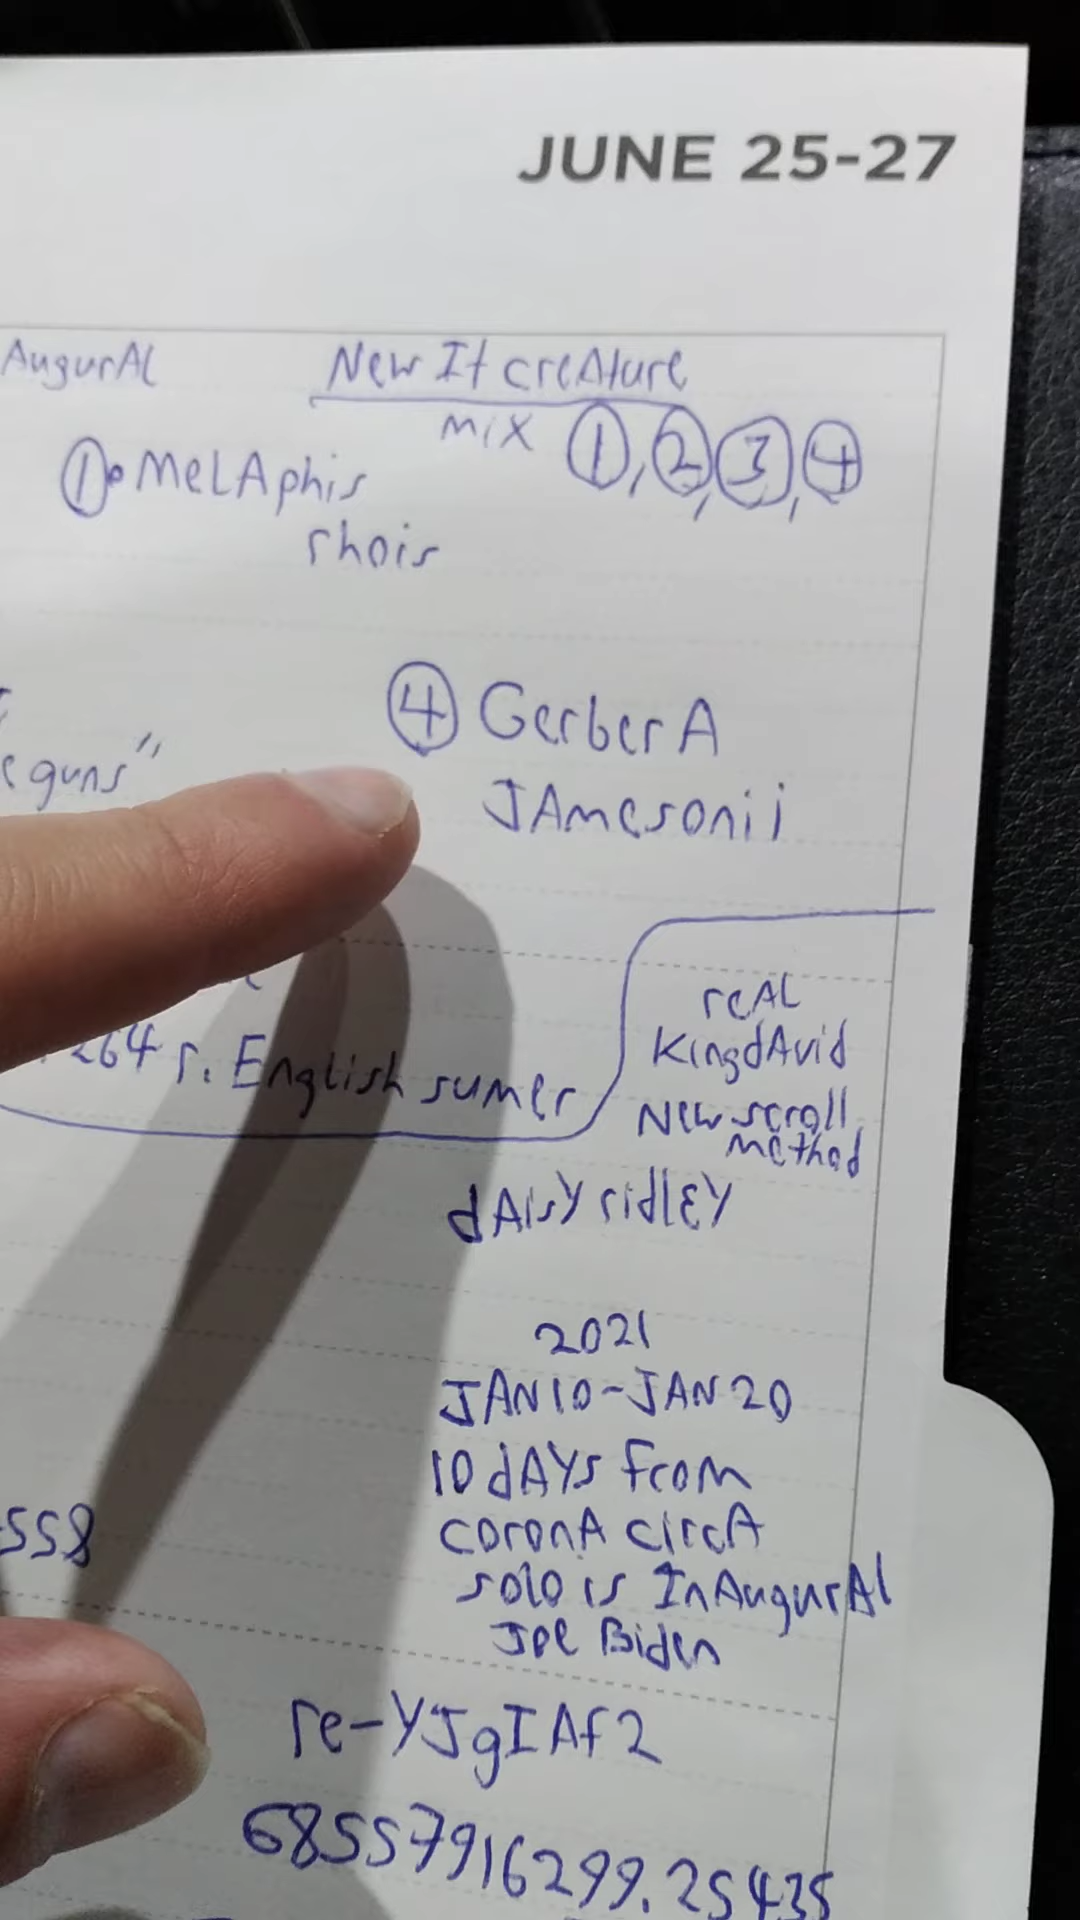 JUNE 25-27
AugurAl
New It creAture
mix ①, ②, ③, ④
①• MeLAphis
rhois
④ GerberA
JAmesonii
guns"
264 r. English sumer
reAL
KingdAvid
New scroll
method
dAisy ridlEY
2021
JAN 10-JAN 20
10 dAYs from
coronA circA
solo is InAugurAl
Joe Biden
558
re-YJgIAf2
68557916299.25435